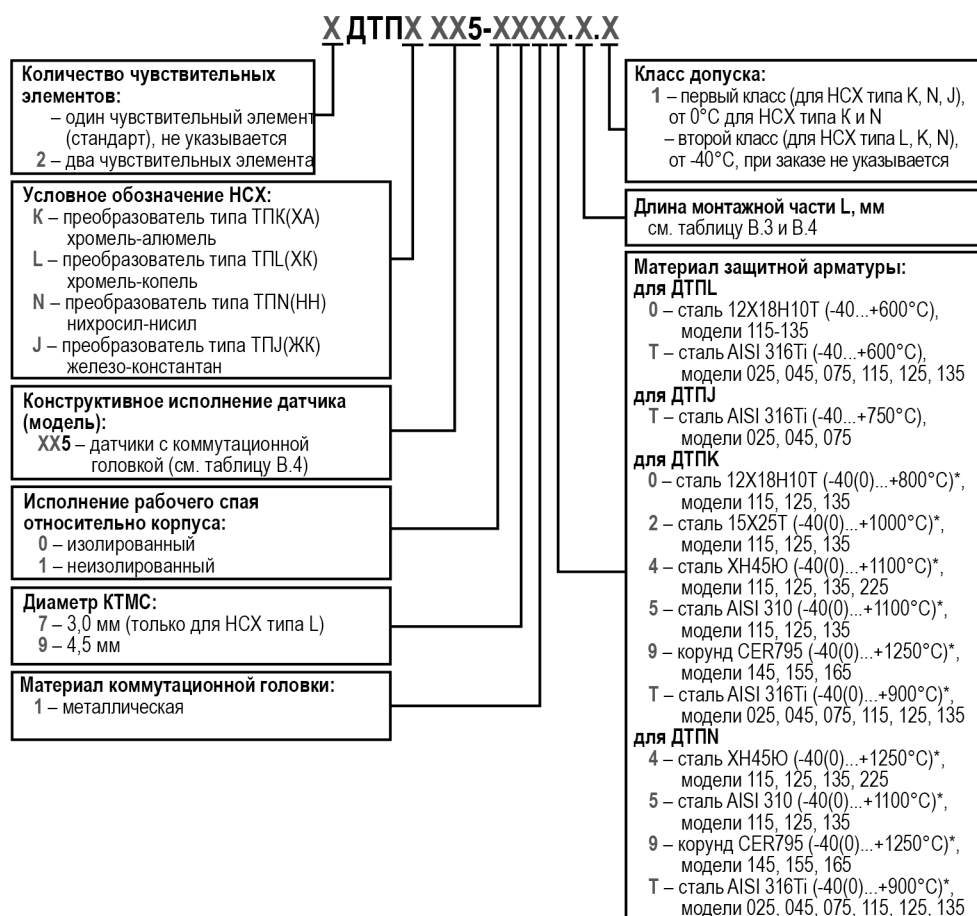 X ДТПX XX5-XXXX.X.X
Количество чувствительных
элементов:
– один чувствительный элемент
(стандарт), не указывается
2 – два чувствительных элемента
Условное обозначение НСХ:
K – преобразователь типа ТПК(ХА)
хромель-алюмель
L – преобразователь типа ТПL(ХК)
хромель-копель
N – преобразователь типа ТПN(НН)
нихросил-нисил
J – преобразователь типа ТПJ(ЖК)
железо-константан
Конструктивное исполнение датчика
(модель):
XX5 – датчики с коммутационной
головкой (см. таблицу В.4)
Исполнение рабочего спая
относительно корпуса:
0 – изолированный
1 – неизолированный
Диаметр КТМС:
7 – 3,0 мм (только для НСХ типа L)
9 – 4,5 мм
Материал коммутационной головки:
1 – металлическая
Класс допуска:
1 – первый класс (для НСХ типа K, N, J),
от 0°С для НСХ типа К и N
– второй класс (для НСХ типа L, K, N),
от -40°С, при заказе не указывается
Длина монтажной части L, мм
см. таблицу В.3 и В.4
Материал защитной арматуры:
для ДТПL
0 – сталь 12Х18Н10Т (-40...+600°С),
модели 115-135
T – сталь AISI 316Ti (-40...+600°С),
модели 025, 045, 075, 115, 125, 135
для ДТПJ
T – сталь AISI 316Ti (-40...+750°С),
модели 025, 045, 075
для ДТПK
0 – сталь 12Х18Н10Т (-40(0)...+800°С)*,
модели 115, 125, 135
2 – сталь 15Х25Т (-40(0)...+1000°С)*,
модели 115, 125, 135
4 – сталь ХН45Ю (-40(0)...+1100°С)*,
модели 115, 125, 135, 225
5 – сталь AISI 310 (-40(0)...+1100°С)*,
модели 115, 125, 135
9 – корунд CER795 (-40(0)...+1250°С)*,
модели 145, 155, 165
T – сталь AISI 316Ti (-40(0)...+900°С)*,
модели 025, 045, 075, 115, 125, 135
для ДТПN
4 – сталь ХН45Ю (-40(0)...+1250°С)*,
модели 115, 125, 135, 225
5 – сталь AISI 310 (-40(0)...+1100°С)*,
модели 115, 125, 135
9 – корунд CER795 (-40(0)...+1250°С)*,
модели 145, 155, 165
T – сталь AISI 316Ti (-40(0)...+900°С)*,
модели 025, 045, 075, 115, 125, 135